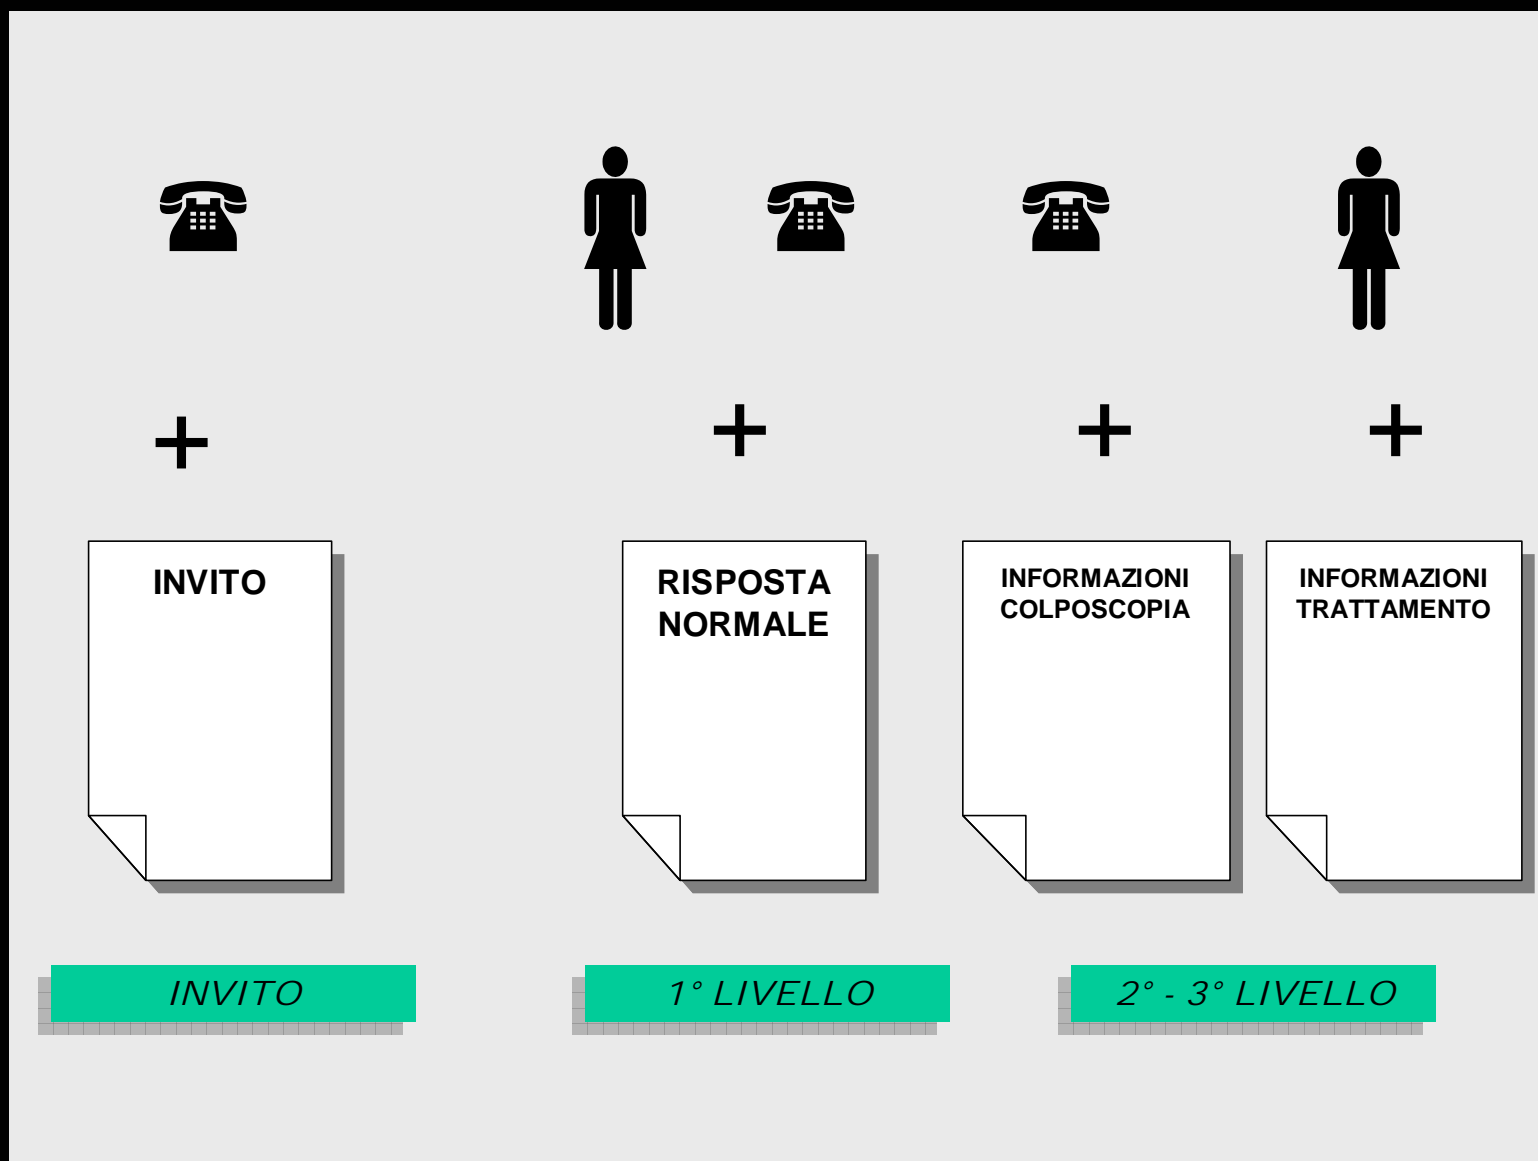 INVITO
RISPOSTA
NORMALE
INFORMAZIONI
COLPOSCOPIA
INFORMAZIONI
TRATTAMENTO
INVITO
1° LIVELLO
2° - 3° LIVELLO